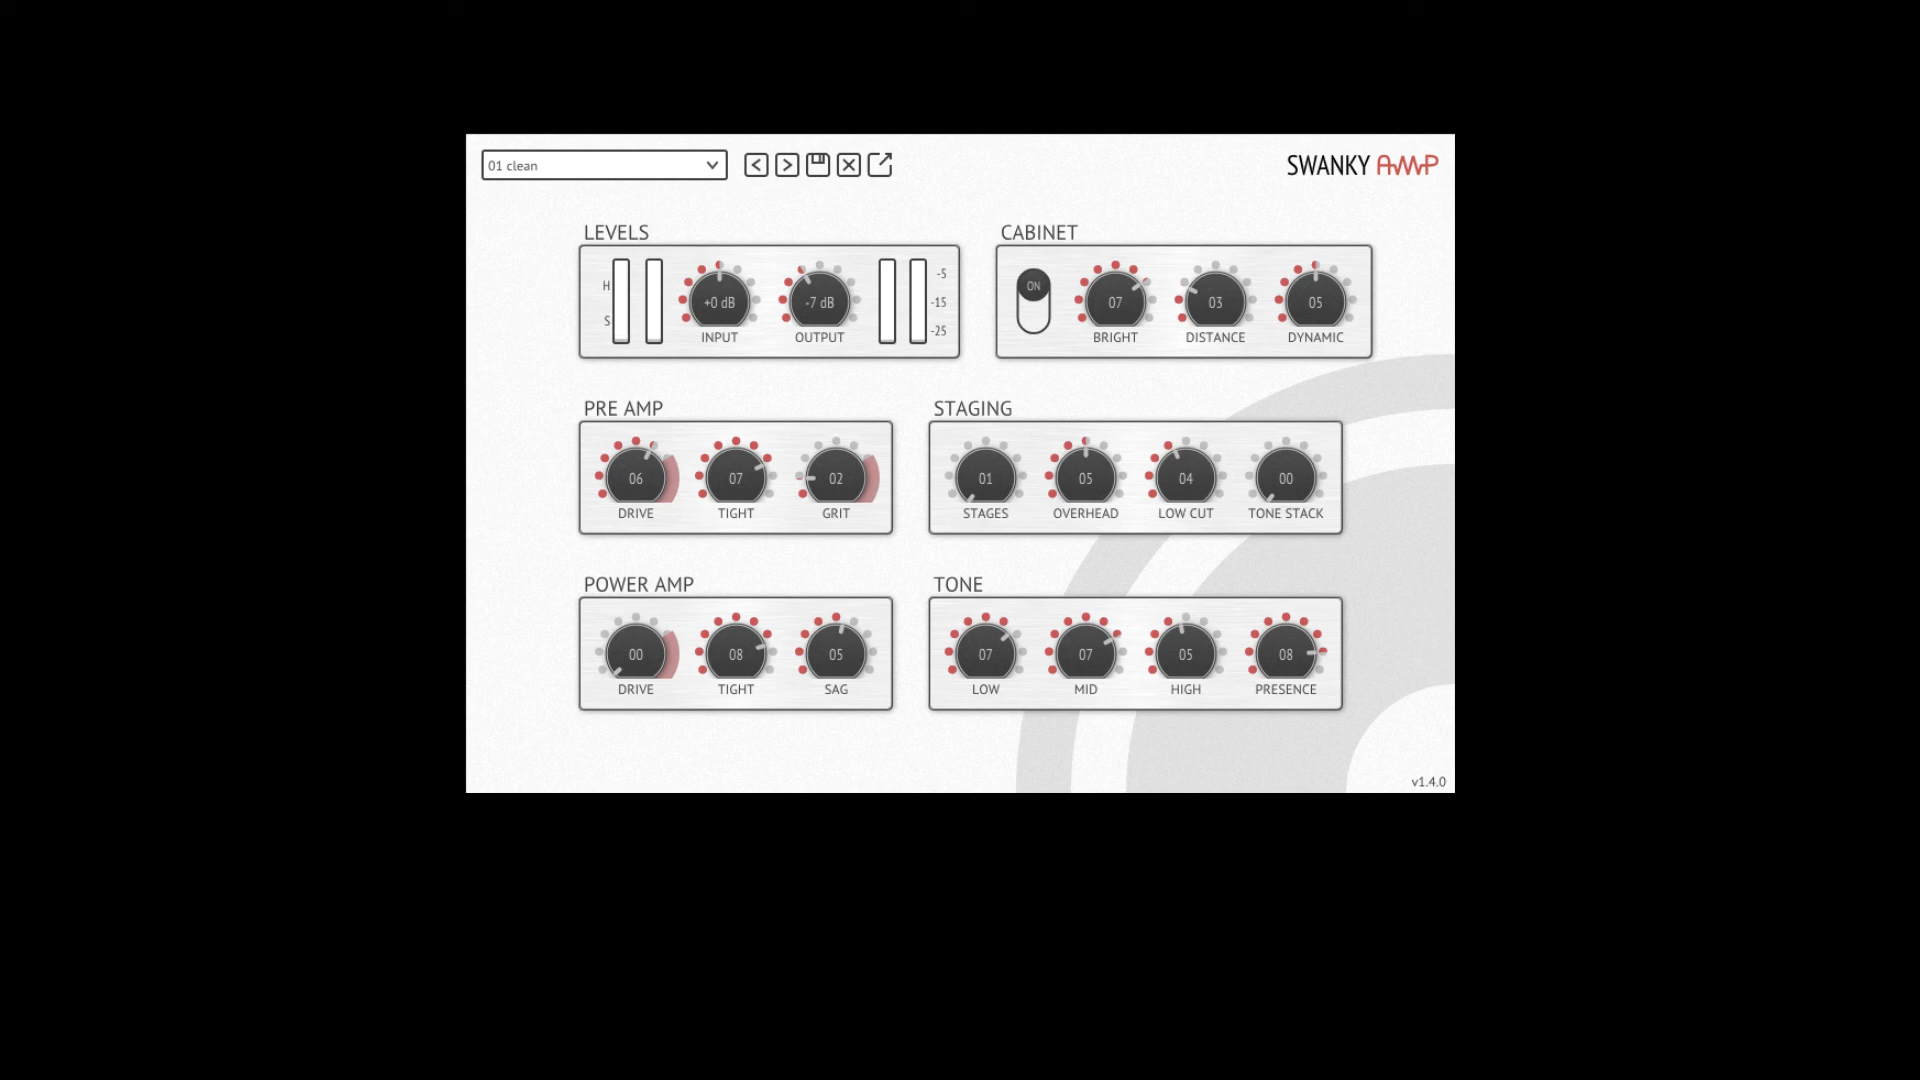 01 clean
SWANKY AMP
LEVELS
H
S
+0 dB
INPUT
-7 dB
OUTPUT
-5
-15
-25
CABINET
ON
07
BRIGHT
03
DISTANCE
05
DYNAMIC
PRE AMP
06
DRIVE
07
TIGHT
02
GRIT
STAGING
01
STAGES
05
OVERHEAD
04
LOW CUT
00
TONE STACK
POWER AMP
00
DRIVE
08
TIGHT
05
SAG
TONE
07
LOW
07
MID
05
HIGH
08
PRESENCE
v1.4.0